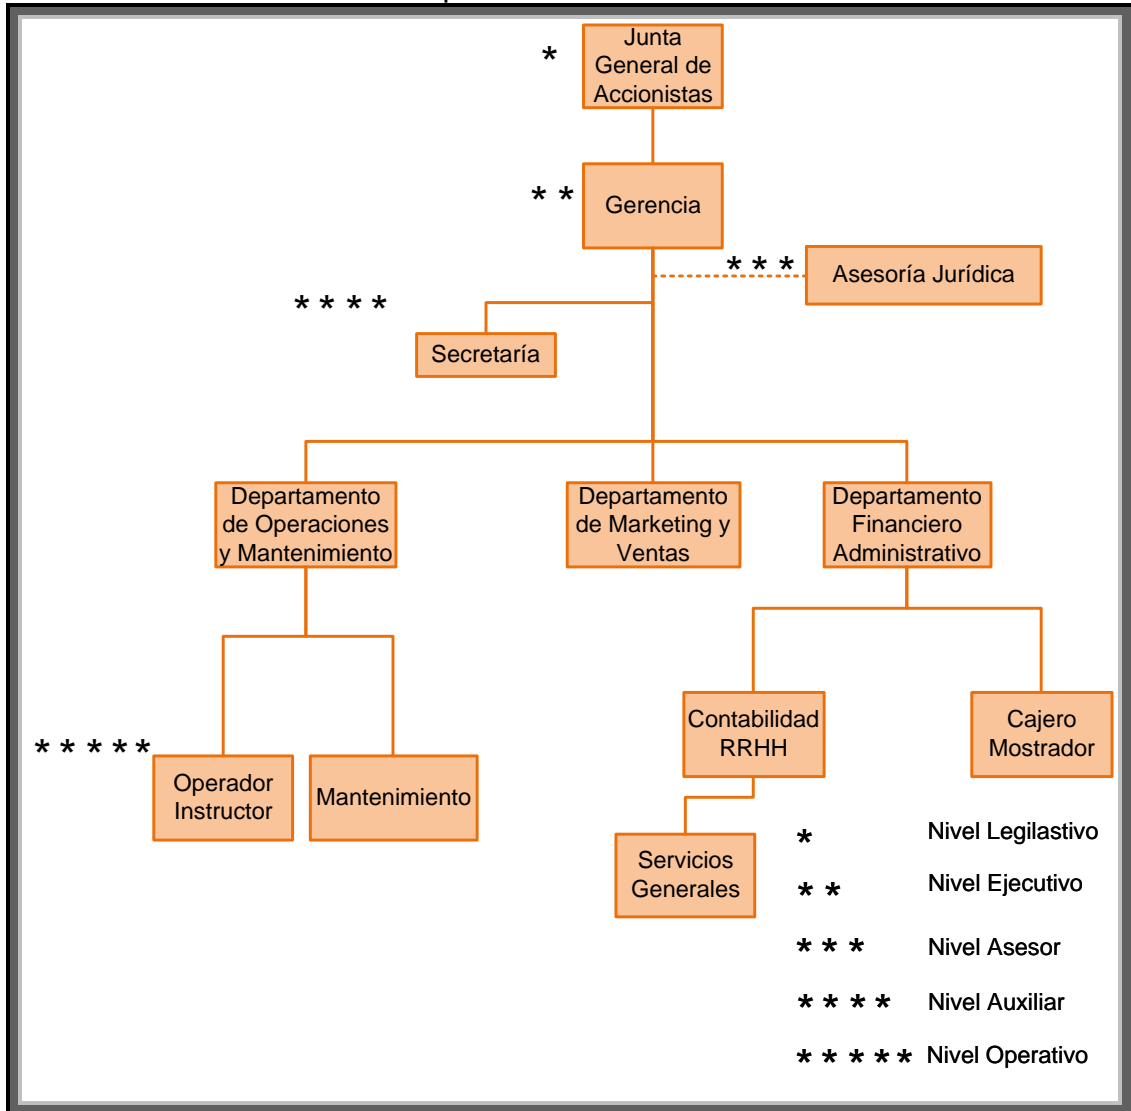 *
Junta
General de
Accionistas
* *
Gerencia
* * *
Asesoría Jurídica
* * * *
Secretaría
Departamento
de Operaciones
y Mantenimiento
Departamento
de Marketing y
Ventas
Departamento
Financiero
Administrativo
* * * * *
Operador
Instructor
Mantenimiento
Contabilidad
RRHH
Cajero
Mostrador
Servicios
Generales
* Nivel Legilastivo
* * Nivel Ejecutivo
* * * Nivel Asesor
* * * * Nivel Auxiliar
* * * * * Nivel Operativo